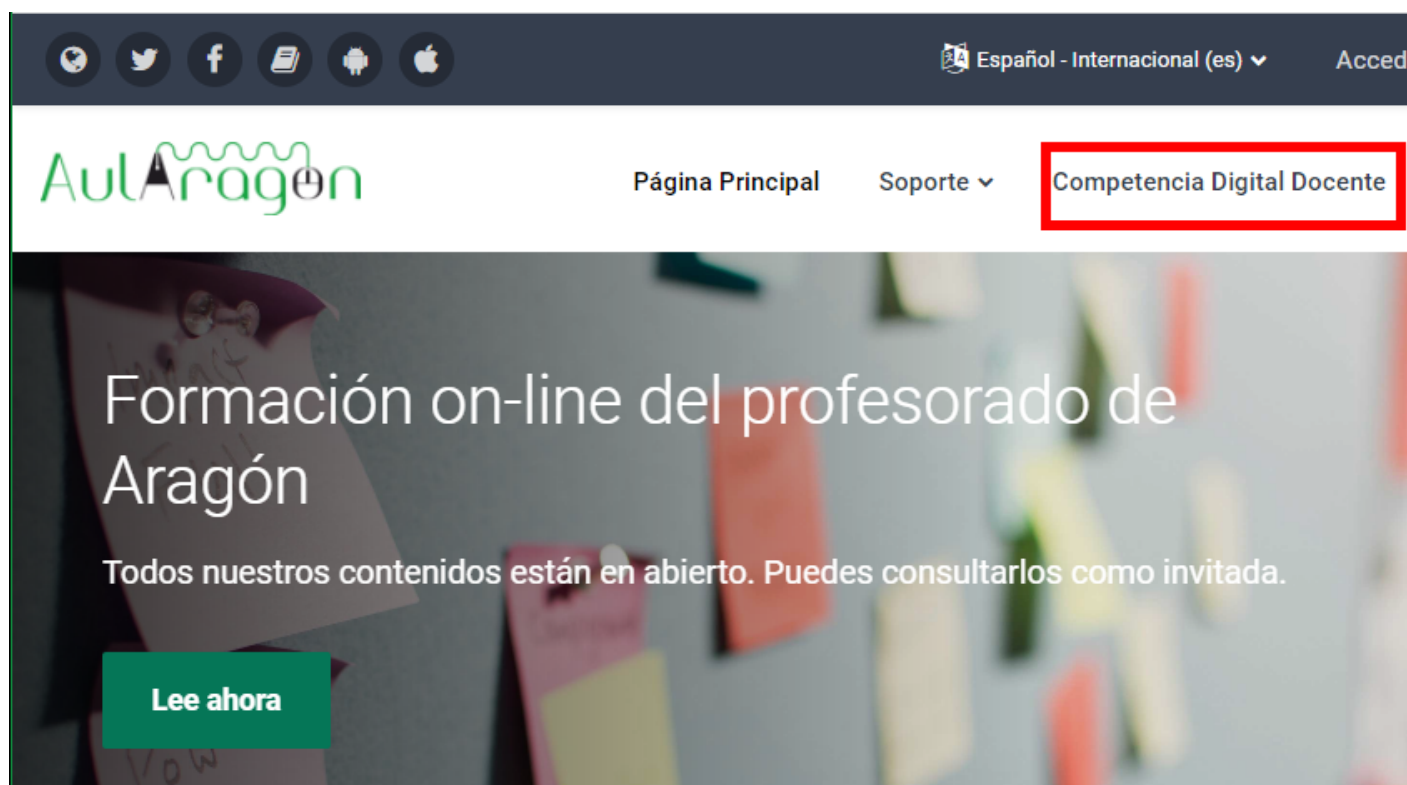 Español - Internacional (es)
Acced
AulAragón
Página Principal
Soporte
Competencia Digital Docente
Formación on-line del profesorado de
Aragón
Todos nuestros contenidos están en abierto. Puedes consultarlos como invitada.
Lee ahora